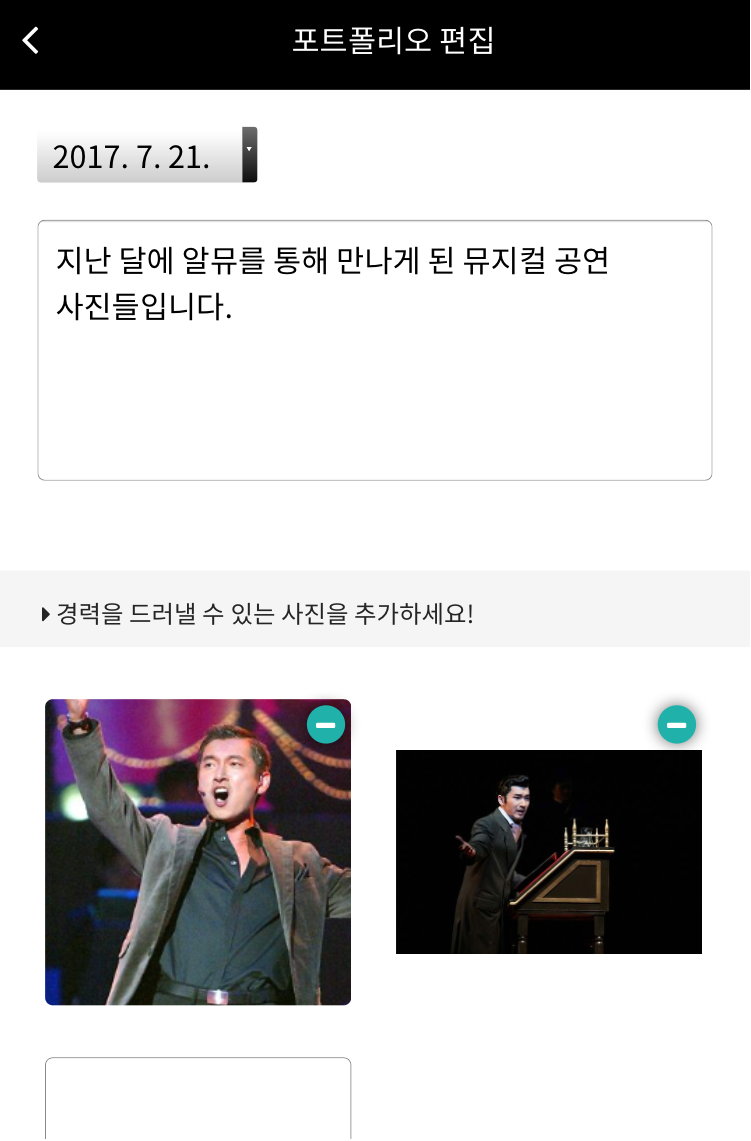 포트폴리오 편집
2017. 7. 21.
지난 달에 알뮤를 통해 만나게 된 뮤지컬 공연
사진들입니다.
경력을 드러낼 수 있는 사진을 추가하세요!